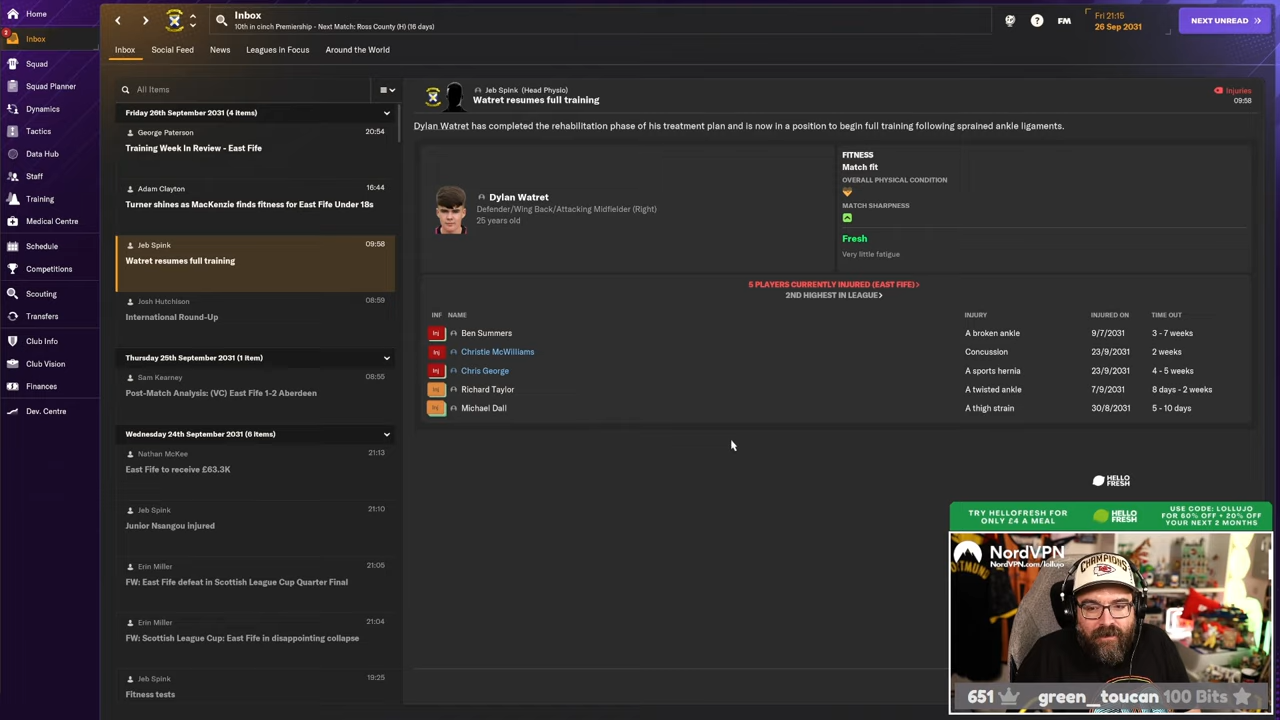 Home
Inbox
2
Squad
Squad Planner
Dynamics
Tactics
Data Hub
Staff
Training
Medical Centre
Schedule
Competitions
Scouting
Transfers
Club Info
Club Vision
Finances
Dev. Centre
Inbox
10th in cinch Premiership - Next Match: Ross County (H) (16 days)
?
FM
Fri 21:15
26 Sep 2031
NEXT UNREAD
Inbox
Social Feed
News
Leagues in Focus
Around the World
All Items
Friday 26th September 2031 (4 items)
George Paterson 20:54
Training Week In Review - East Fife
Adam Clayton 16:44
Turner shines as MacKenzie finds fitness for East Fife Under 18s
Jeb Spink 09:58
Watret resumes full training
Josh Hutchison 08:59
International Round-Up
Thursday 25th September 2031 (1 item)
Sam Kearney 08:55
Post-Match Analysis: (VC) East Fife 1-2 Aberdeen
Wednesday 24th September 2031 (6 items)
Nathan McKee 21:13
East Fife to receive £63.3K
Jeb Spink 21:10
Junior Nsangou injured
Erin Miller 21:05
FW: East Fife defeat in Scottish League Cup Quarter Final
Erin Miller 21:04
FW: Scottish League Cup: East Fife in disappointing collapse
Jeb Spink 19:25
Fitness tests
Jeb Spink (Head Physio)
Watret resumes full training
Injuries
09:58
Dylan Watret has completed the rehabilitation phase of his treatment plan and is now in a position to begin full training following sprained ankle ligaments.
Dylan Watret
Defender/Wing Back/Attacking Midfielder (Right)
25 years old
FITNESS
Match fit
OVERALL PHYSICAL CONDITION
MATCH SHARPNESS
Fresh
Very little fatigue
5 PLAYERS CURRENTLY INJURED (EAST FIFE)>
2ND HIGHEST IN LEAGUE>
INF NAME INJURY INJURED ON TIME OUT
Inj Ben Summers A broken ankle 9/7/2031 3 - 7 weeks
Inj Christie McWilliams Concussion 23/9/2031 2 weeks
Inj Chris George A sports hernia 23/9/2031 4 - 5 weeks
Inj Richard Taylor A twisted ankle 7/9/2031 8 days - 2 weeks
Inj Michael Dall A thigh strain 30/8/2031 5 - 10 days
HELLO
FRESH
TRY HELLOFRESH FOR
ONLY £4 A MEAL
HELLO
FRESH
USE CODE: LOLLUJO
FOR 60% OFF + 20% OFF
YOUR NEXT 2 MONTHS
NordVPN
NordVPN.com/lollujo
CHAMPIONS
651 green_toucan 100 Bits